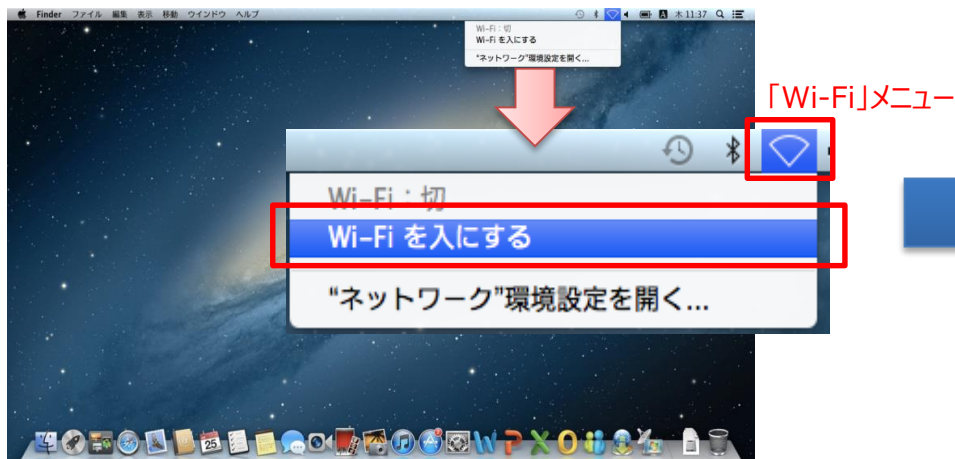 Finder ファイル 編集 表示 移動 ウインドウ ヘルプ
木 11:37
Wi-Fi：切
Wi-Fi を入にする
“ネットワーク”環境設定を開く...
「Wi-Fi」メニュー
Wi-Fi：切
Wi-Fi を入にする
“ネットワーク”環境設定を開く...
25